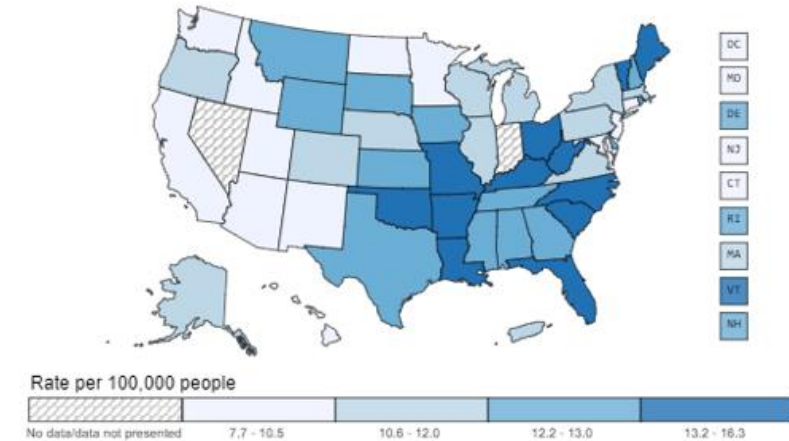 DC
MD
DE
NJ
CT
RI
MA
VT
NH
Rate per 100,000 people
No data/data not presented
7.7 - 10.5
10.6 - 12.0
12.2 - 13.0
13.2 - 16.3